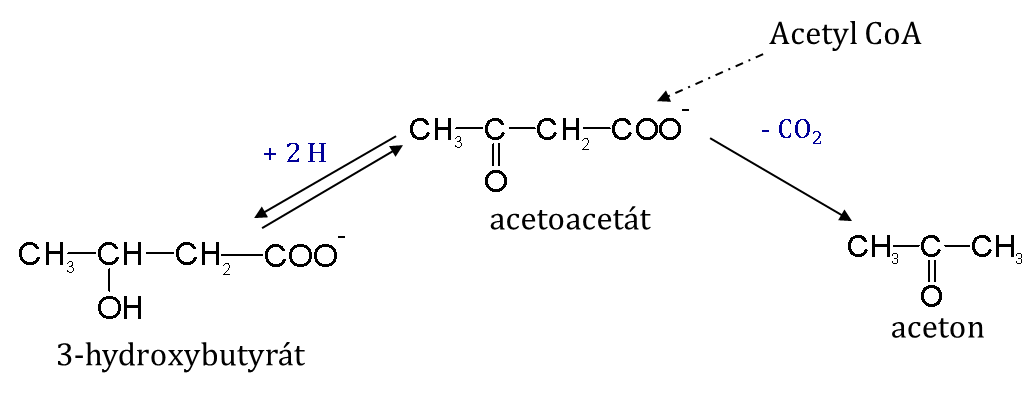 Acetyl CoA
CH₃—C—CH₂—COO⁻
O
- CO₂
+ 2 H
acetoacetát
CH₃—CH—CH₂—COO⁻
OH
3-hydroxybutyrát
CH₃—C—CH₃
O
aceton